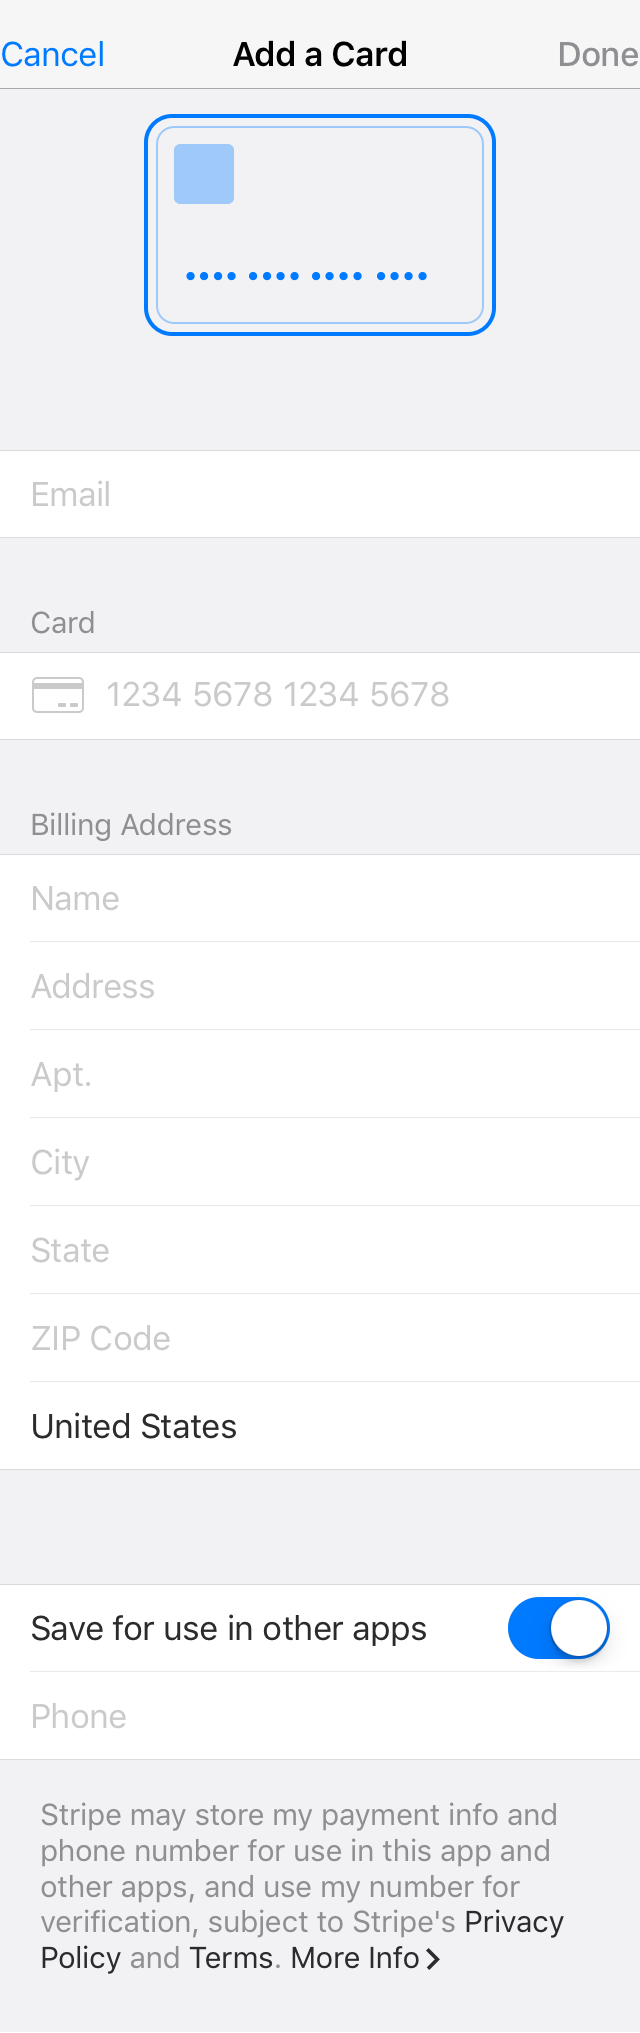 Cancel Add a Card Done
•••• •••• •••• ••••
Email
Card
1234 5678 1234 5678
Billing Address
Name
Address
Apt.
City
State
ZIP Code
United States
Save for use in other apps
Phone
Stripe may store my payment info and
phone number for use in this app and
other apps, and use my number for
verification, subject to Stripe's Privacy
Policy and Terms. More Info